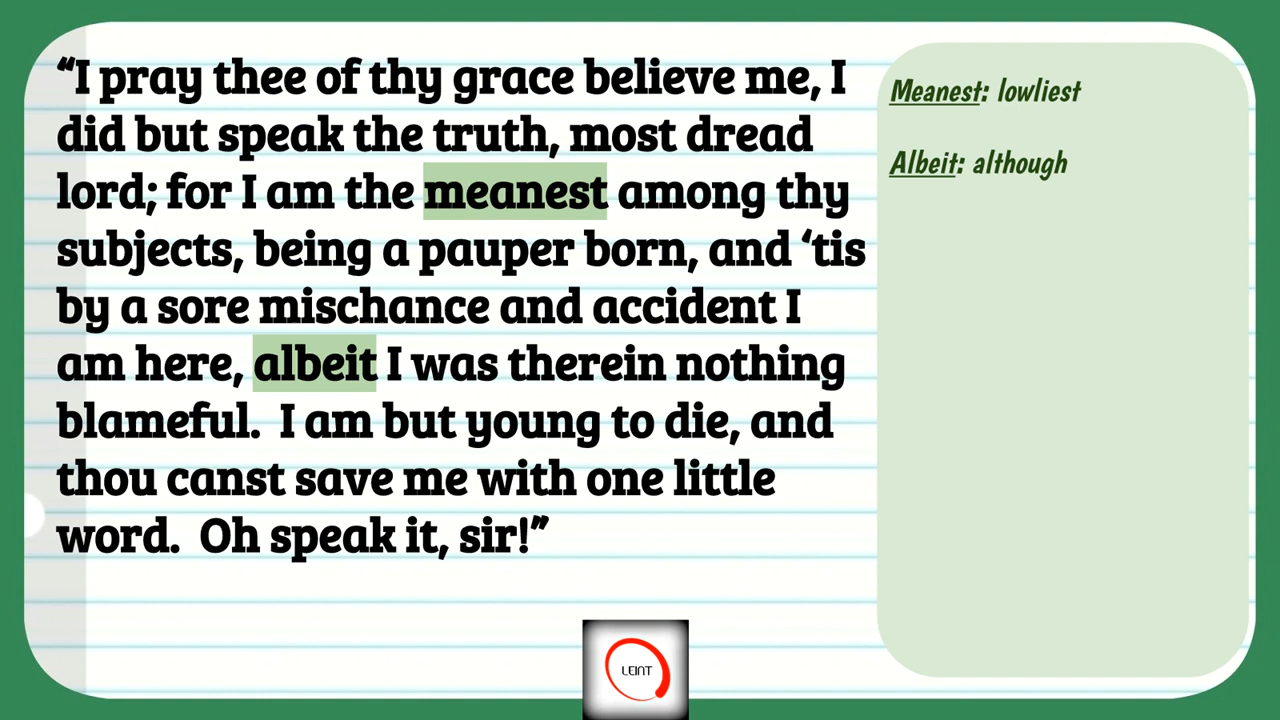 “I pray thee of thy grace believe me, I
did but speak the truth, most dread
lord; for I am the meanest among thy
subjects, being a pauper born, and ‘tis
by a sore mischance and accident I
am here, albeit I was therein nothing
blameful.  I am but young to die, and
thou canst save me with one little
word.  Oh speak it, sir!”
Meanest: lowliest
Albeit: although
LEINT